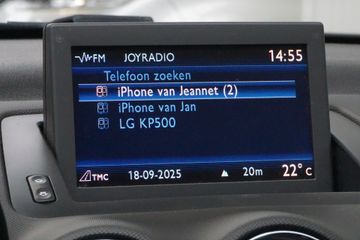 FM JOYRADIO 14:55
Telefoon zoeken
iPhone van Jeannet (2)
iPhone van Jan
LG KP500
TMC 18-09-2025 20m 22°C